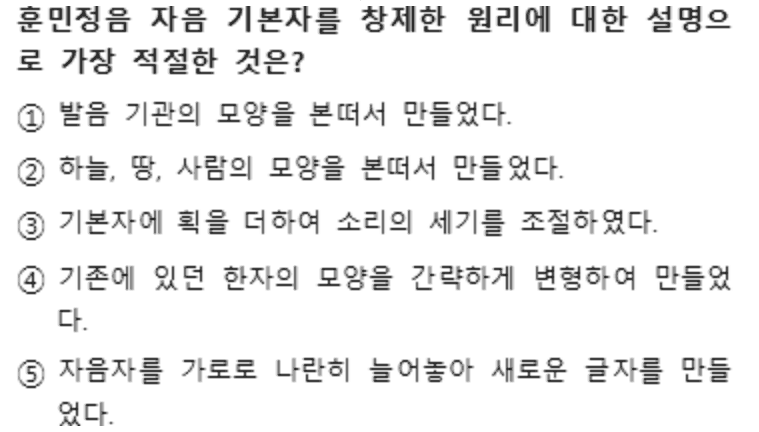 훈민정음 자음 기본자를 창제한 원리에 대한 설명으
로 가장 적절한 것은?
① 발음 기관의 모양을 본떠서 만들었다.
② 하늘, 땅, 사람의 모양을 본떠서 만들었다.
③ 기본자에 획을 더하여 소리의 세기를 조절하였다.
④ 기존에 있던 한자의 모양을 간략하게 변형하여 만들었
다.
⑤ 자음자를 가로로 나란히 늘어놓아 새로운 글자를 만들
었다.